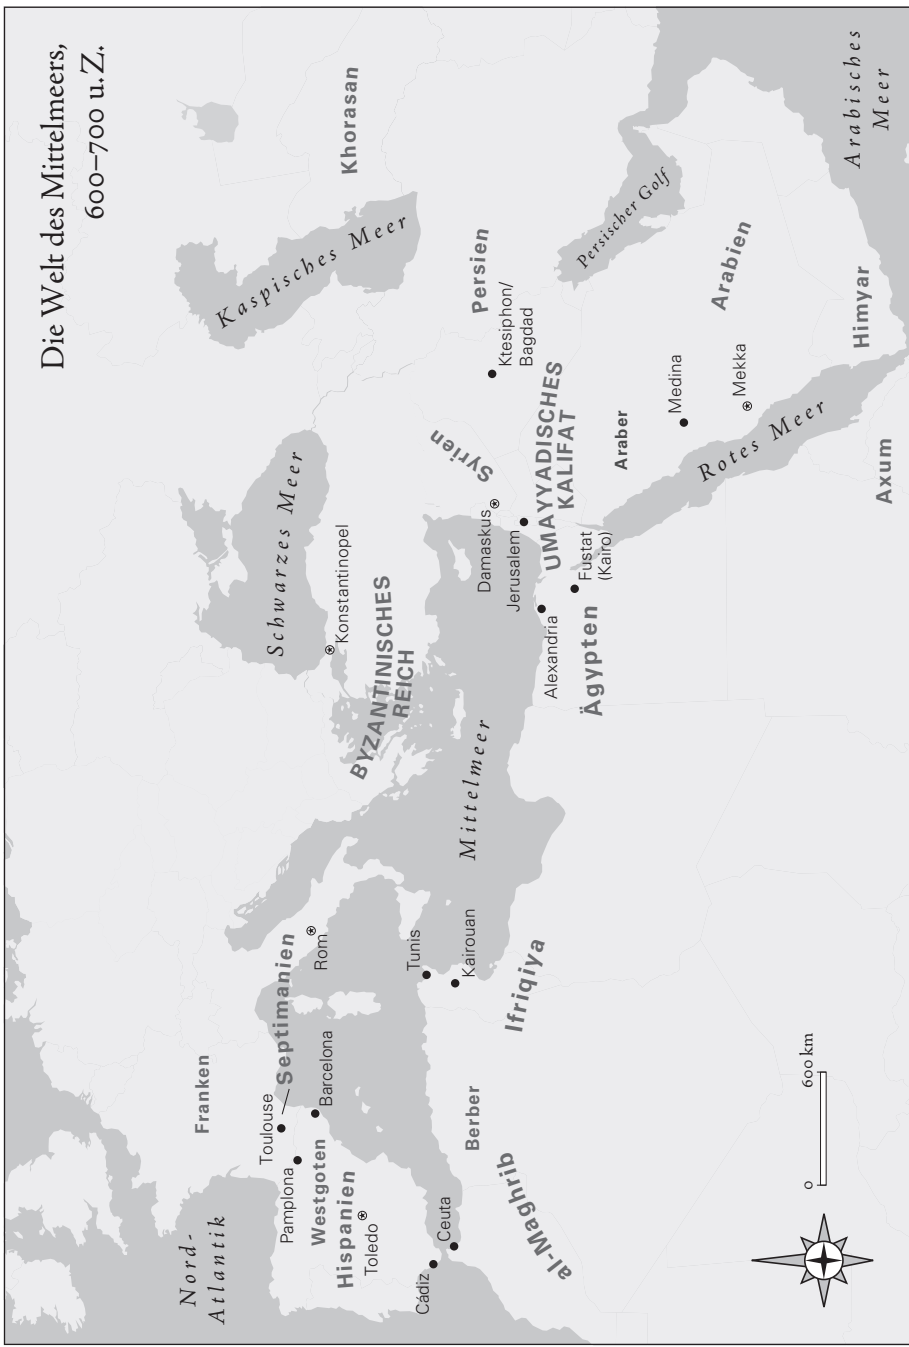 Die Welt des Mittelmeers,
600–700 u.Z.
Nord-
Atlantik
Franken
Toulouse
Septimanien
Pamplona
Barcelona
Westgoten
Hispanien
Toledo
Cádiz
Ceuta
Rom
Tunis
Kairouan
Berber
al-Maghrib
Ifriqiya
Mittelmeer
Schwarzes Meer
Konstantinopel
BYZANTINISCHES
REICH
Kaspisches Meer
Khorasan
Persien
Ktesiphon/
Bagdad
Syrien
Damaskus
Jerusalem
UMAYYADISCHES
KALIFAT
Alexandria
Fustat
(Kairo)
Ägypten
Araber
Medina
Mekka
Rotes Meer
Persischer Golf
Arabien
Himyar
Axum
Arabisches
Meer
0 600 km